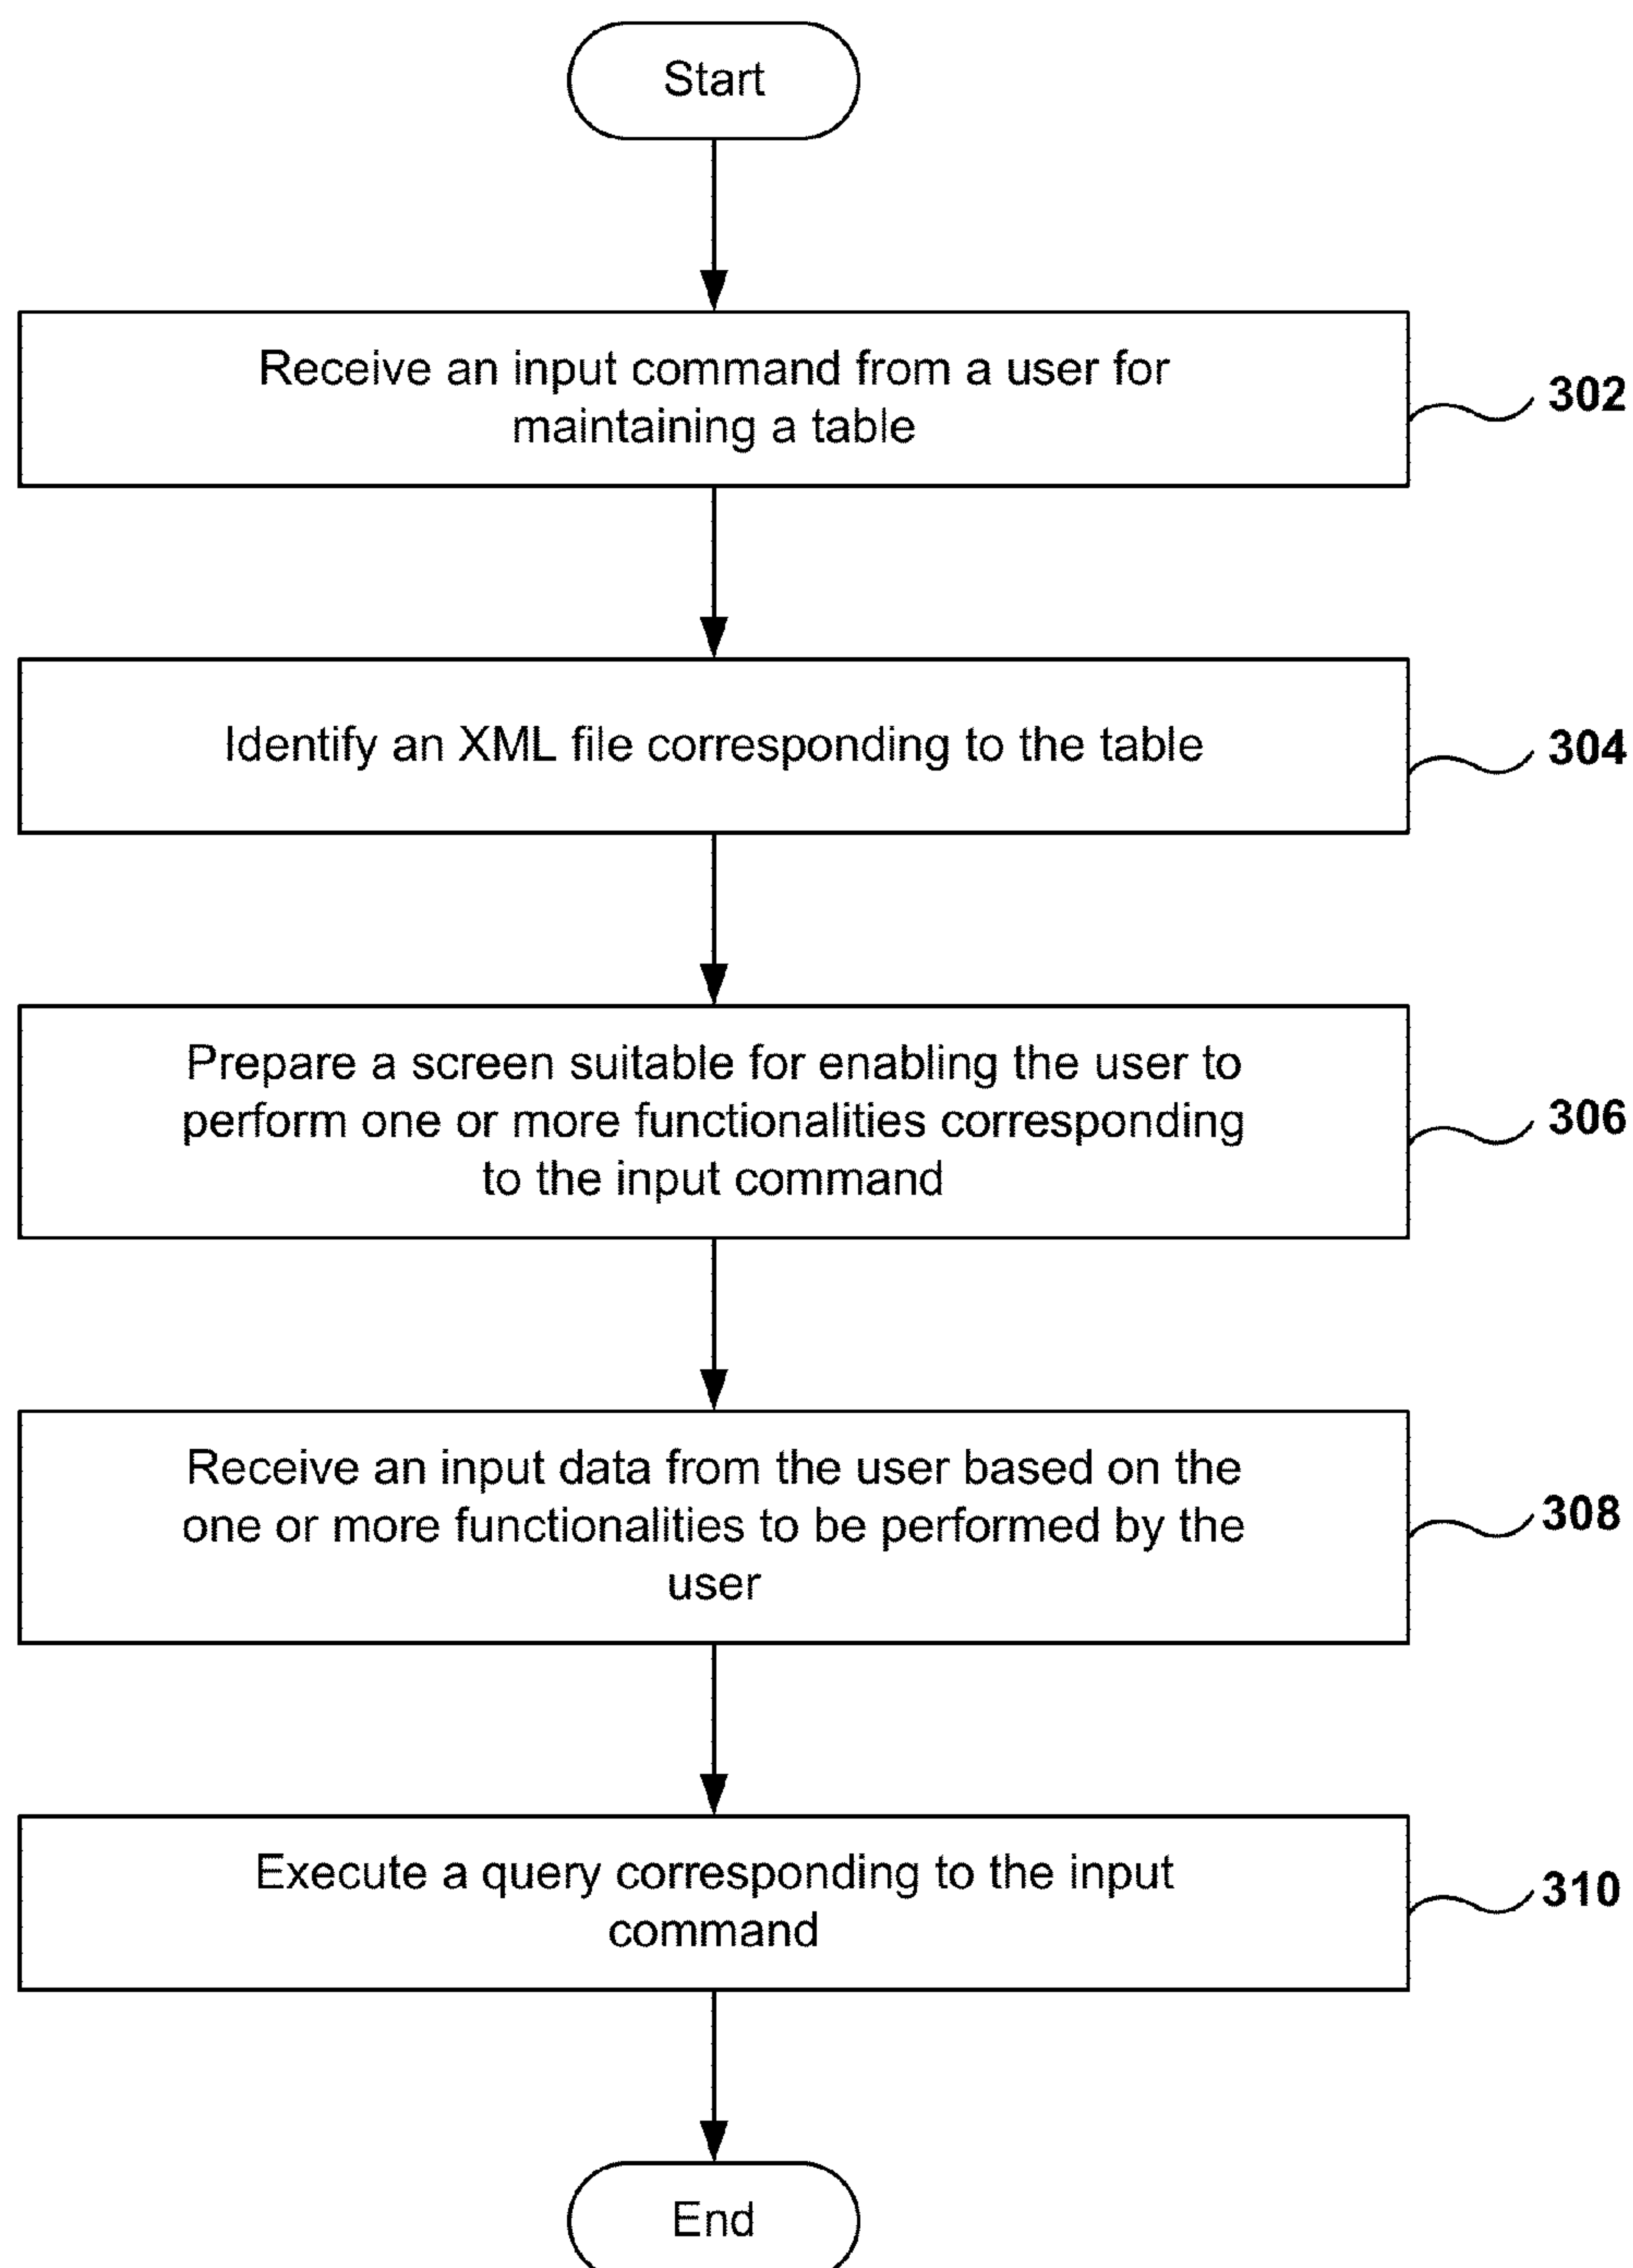 Start
Receive an input command from a user for
maintaining a table
302
Identify an XML file corresponding to the table
304
Prepare a screen suitable for enabling the user to
perform one or more functionalities corresponding
to the input command
306
Receive an input data from the user based on the
one or more functionalities to be performed by the
user
308
Execute a query corresponding to the input
command
310
End